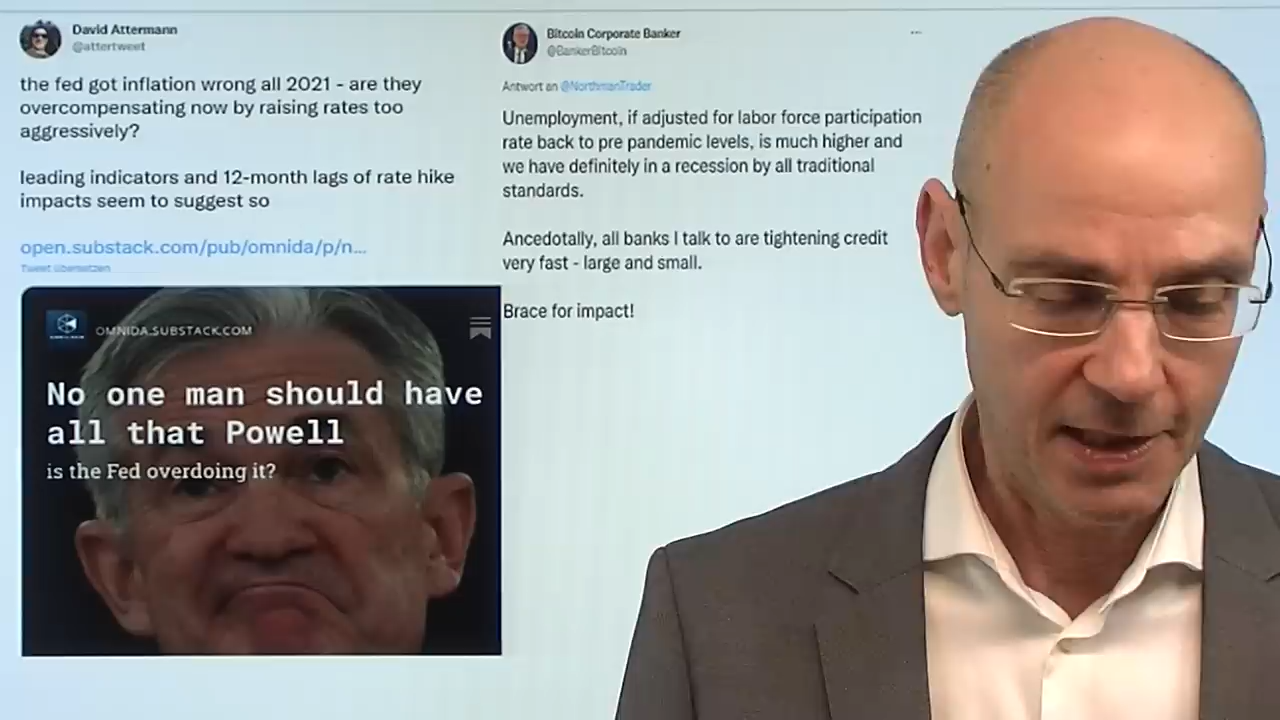 David Attermann
@attertweet
the fed got inflation wrong all 2021 - are they
overcompensating now by raising rates too
aggressively?
leading indicators and 12-month lags of rate hike
impacts seem to suggest so
open.substack.com/pub/omnida/p/n...
Tweet übersetzen
OMNIDA.SUBSTACK.COM
No one man should have
all that Powell
is the Fed overdoing it?
Bitcoin Corporate Banker
@BankerBitcoin
Antwort an @NorthmanTrader
Unemployment, if adjusted for labor force participation
rate back to pre pandemic levels, is much higher and
we have definitely in a recession by all traditional
standards.
Ancedotally, all banks I talk to are tightening credit
very fast - large and small.
Brace for impact!